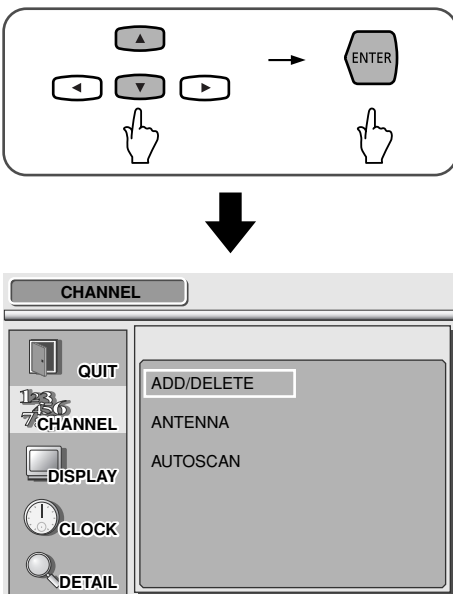 ENTER
CHANNEL
QUIT
CHANNEL
DISPLAY
CLOCK
DETAIL
ADD/DELETE
ANTENNA
AUTOSCAN